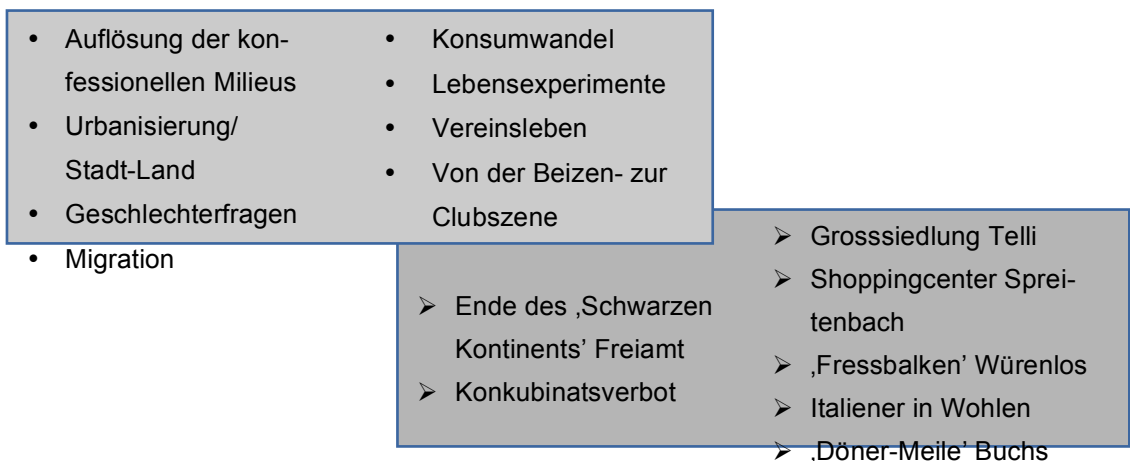 • Auflösung der kon-
fessionellen Milieus
• Urbanisierung/
Stadt-Land
• Geschlechterfragen
• Migration
• Konsumwandel
• Lebensexperimente
• Vereinsleben
• Von der Beizen- zur
Clubszene
➢ Ende des ‚Schwarzen
Kontinents’ Freiamt
➢ Konkubinatsverbot
➢ Grosssiedlung Telli
➢ Shoppingcenter Sprei-
tenbach
➢ ‚Fressbalken’ Würenlos
➢ Italiener in Wohlen
➢ ‚Döner-Meile’ Buchs